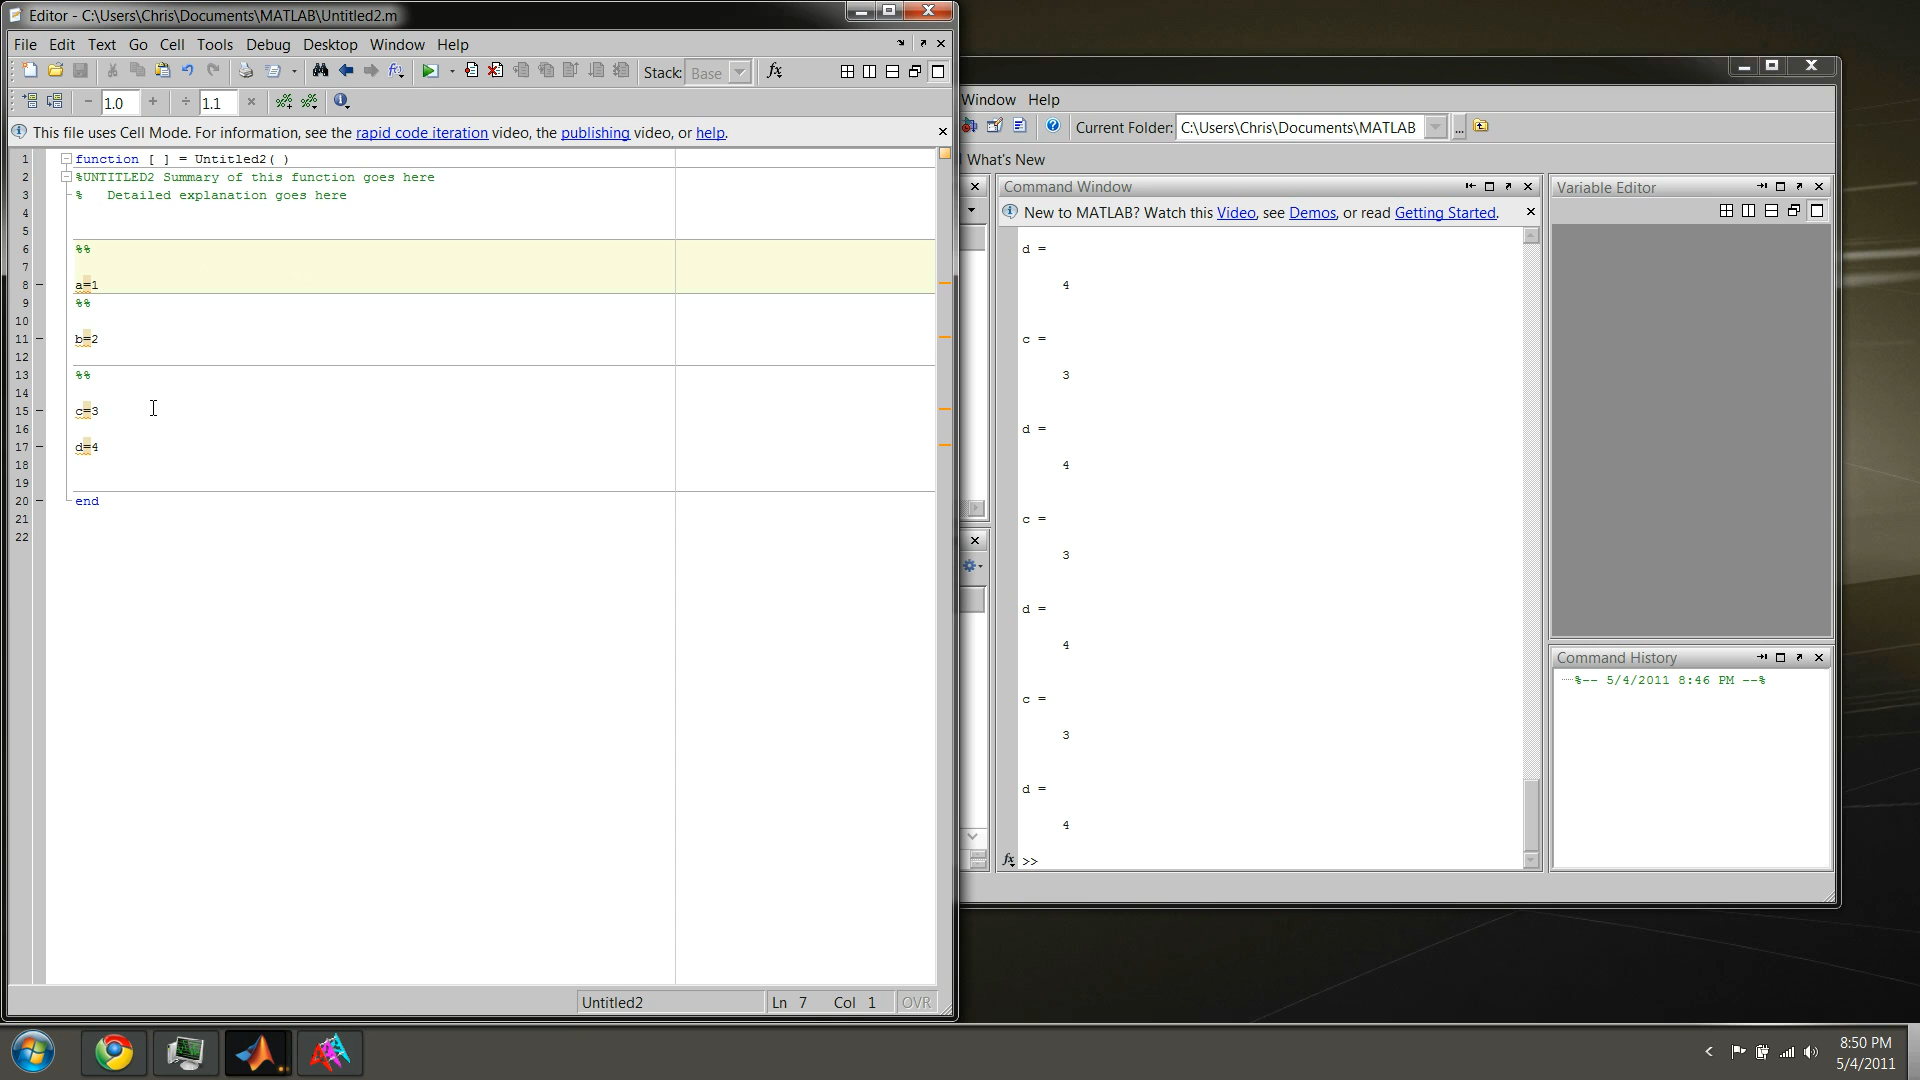 Editor - C:\Users\Chris\Documents\MATLAB\Untitled2.m
File Edit Text Go Cell Tools Debug Desktop Window Help
Stack: Base
fx
− 1.0 + ÷ 1.1 ×
This file uses Cell Mode. For information, see the rapid code iteration video, the publishing video, or help.
1 function [ ] = Untitled2( )
2 %UNTITLED2 Summary of this function goes here
3 %   Detailed explanation goes here
4
5
6 %%
7
8 a=1
9 %%
10
11 b=2
12
13 %%
14
15 c=3
16
17 d=4
18
19
20 end
21
22
Untitled2 Ln 7 Col 1 OVR
Window Help
Current Folder: C:\Users\Chris\Documents\MATLAB ...
What's New
Command Window
New to MATLAB? Watch this Video, see Demos, or read Getting Started.
d =
4
c =
3
d =
4
c =
3
d =
4
c =
3
d =
4
fx >>
Variable Editor
Command History
%-- 5/4/2011 8:46 PM --%
8:50 PM
5/4/2011